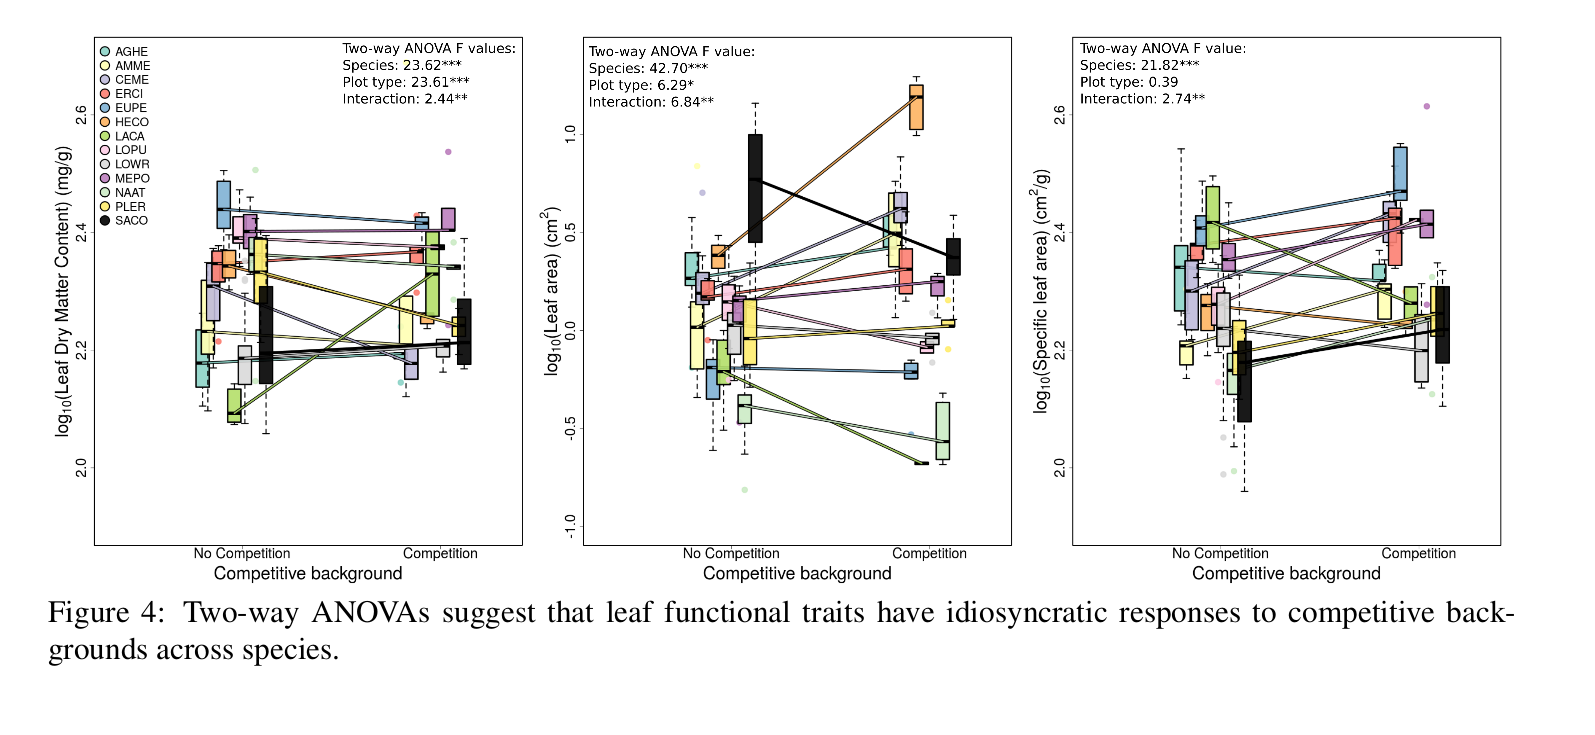 AGHE
AMME
CEME
ERCI
EUPE
HECO
LACA
LOPU
LOWR
MEPO
NAAT
PLER
SACO
Two-way ANOVA F values:
Species: 23.62***
Plot type: 23.61***
Interaction: 2.44**
log10(Leaf Dry Matter Content) (mg/g)
2.6
2.4
2.2
2.0
No Competition
Competition
Competitive background
Two-way ANOVA F value:
Species: 42.70***
Plot type: 6.29*
Interaction: 6.84**
log10(Leaf area) (cm2)
1.0
0.5
0.0
-0.5
-1.0
No Competition
Competition
Competitive background
Two-way ANOVA F value:
Species: 21.82***
Plot type: 0.39
Interaction: 2.74**
log10(Specific leaf area) (cm2/g)
2.6
2.4
2.2
2.0
No Competition
Competition
Competitive background
Figure 4: Two-way ANOVAs suggest that leaf functional traits have idiosyncratic responses to competitive back-
grounds across species.